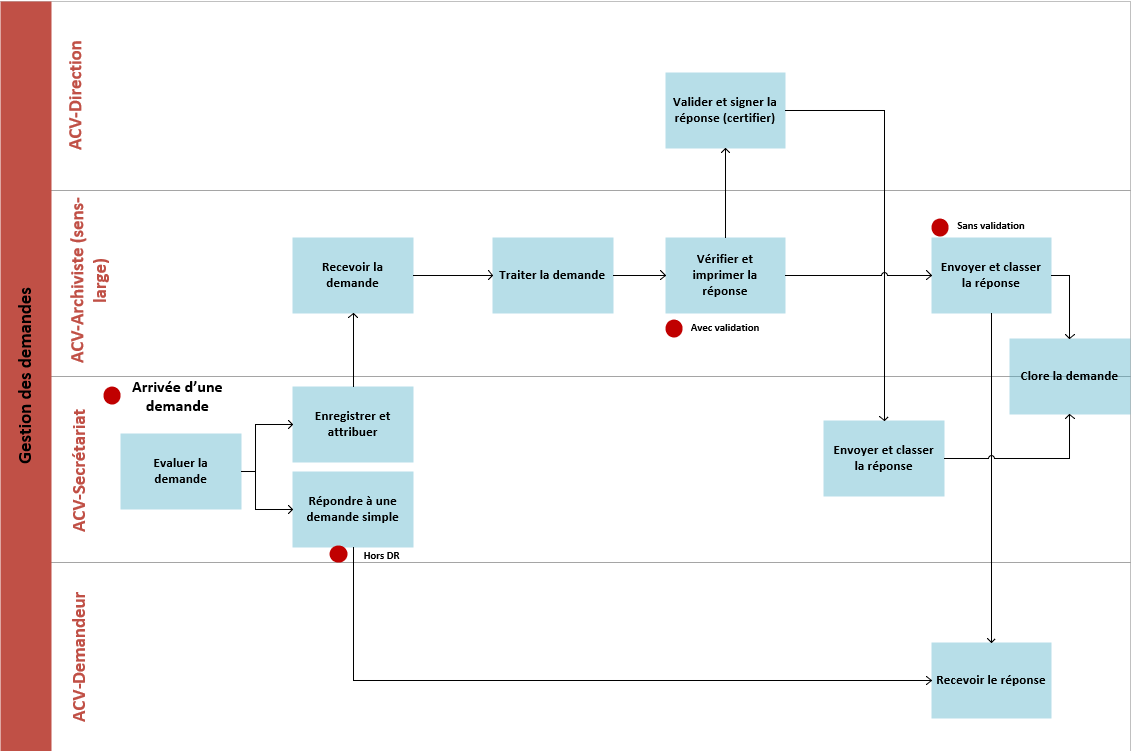 Gestion des demandes
ACV-Direction
Valider et signer la
réponse (certifier)
ACV-Archiviste (sens-
large)
Recevoir la
demande
Traiter la demande
Vérifier et
imprimer la
réponse
Avec validation
Sans validation
Envoyer et classer
la réponse
Clore la demande
ACV-Secrétariat
Arrivée d’une
demande
Evaluer la
demande
Enregistrer et
attribuer
Répondre à une
demande simple
Hors DR
Envoyer et classer
la réponse
ACV-Demandeur
Recevoir le réponse